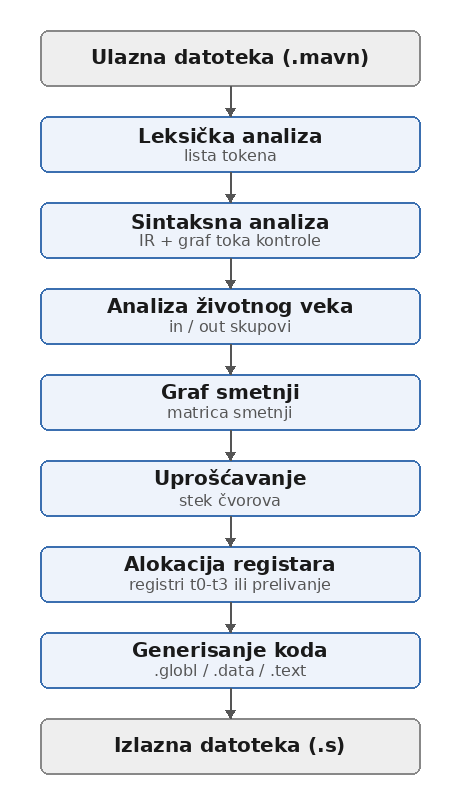 Ulazna datoteka (.mavn)
Leksička analiza
lista tokena
Sintaksna analiza
IR + graf toka kontrole
Analiza životnog veka
in / out skupovi
Graf smetnji
matrica smetnji
Uprošćavanje
stek čvorova
Alokacija registara
registri t0-t3 ili prelivanje
Generisanje koda
.globl / .data / .text
Izlazna datoteka (.s)